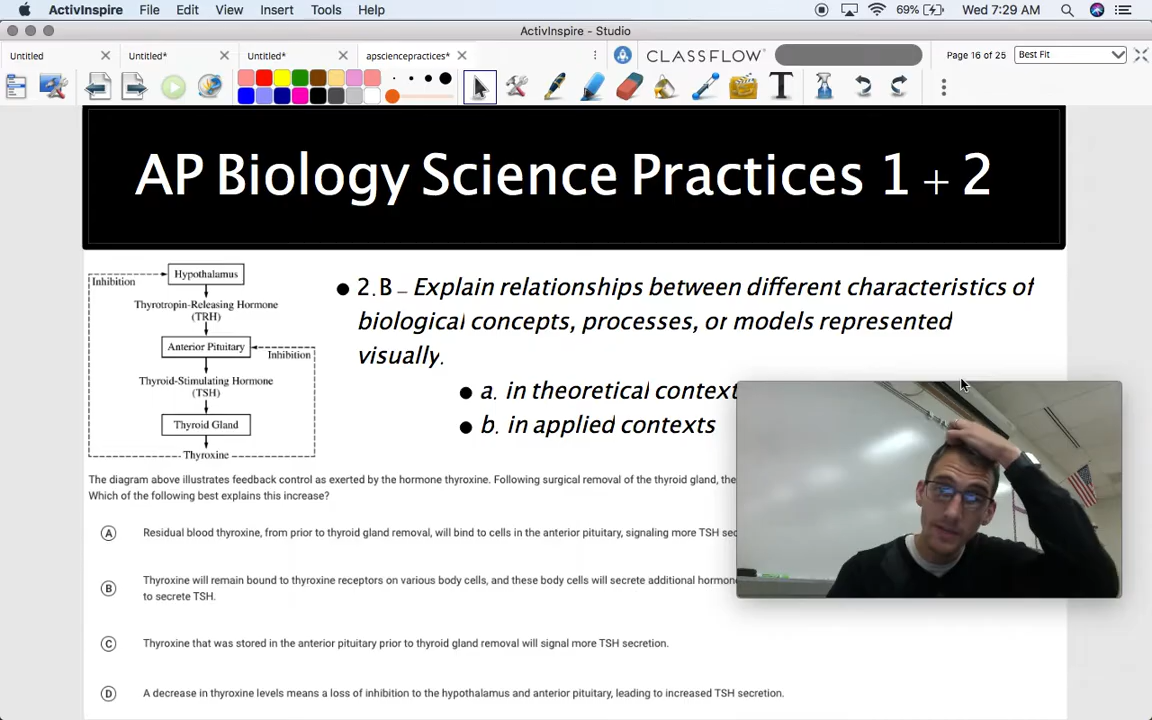 ActivInspire File Edit View Insert Tools Help 69% Wed 7:29 AM
ActivInspire - Studio
Untitled Untitled* Untitled* apsciencepractices* CLASSFLOW Page 16 of 25 Best Fit
AP Biology Science Practices 1 + 2
Hypothalamus
Inhibition
Thyrotropin-Releasing Hormone
(TRH)
Anterior Pituitary
Inhibition
Thyroid-Stimulating Hormone
(TSH)
Thyroid Gland
Thyroxine
● 2.B – Explain relationships between different characteristics of
biological concepts, processes, or models represented
visually.
● a. in theoretical context
● b. in applied contexts
The diagram above illustrates feedback control as exerted by the hormone thyroxine. Following surgical removal of the thyroid gland, the
Which of the following best explains this increase?
A Residual blood thyroxine, from prior to thyroid gland removal, will bind to cells in the anterior pituitary, signaling more TSH sec
B Thyroxine will remain bound to thyroxine receptors on various body cells, and these body cells will secrete additional hormone
to secrete TSH.
C Thyroxine that was stored in the anterior pituitary prior to thyroid gland removal will signal more TSH secretion.
D A decrease in thyroxine levels means a loss of inhibition to the hypothalamus and anterior pituitary, leading to increased TSH secretion.